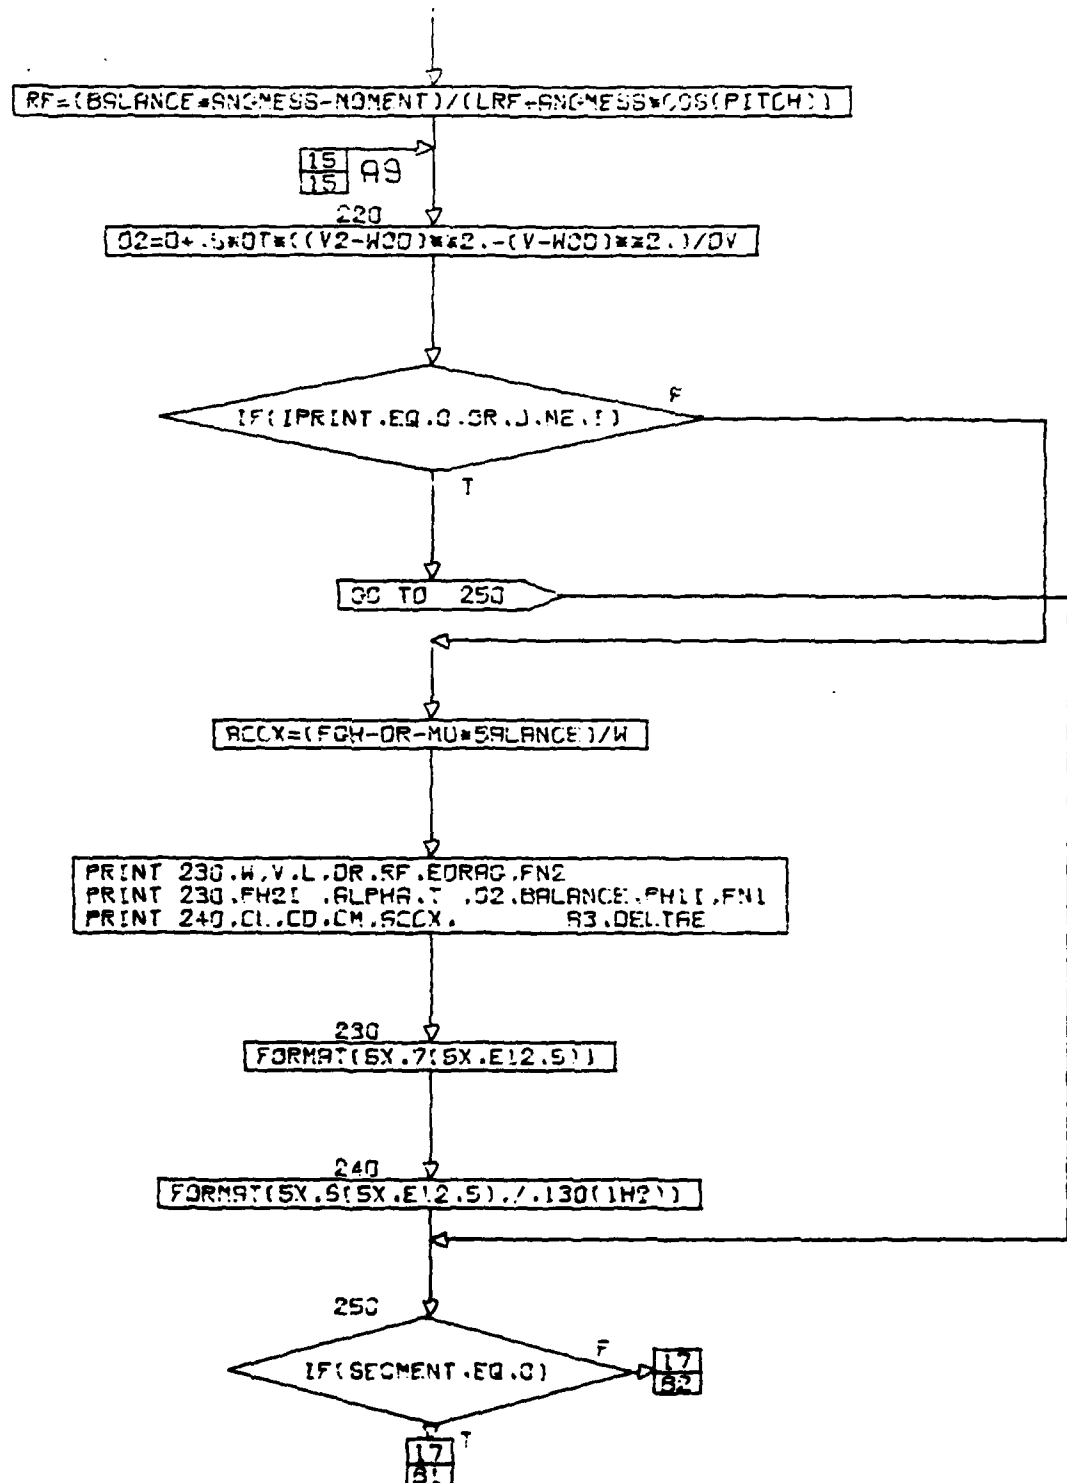 RF=(BALANCE*ANGMESS-MOMENT)/(LRF+ANGMESS*COS(PITCH))
15
15
A9
220
D2=D+.5*DT*((V2-WOD)**2.-(V-WOD)**2.)/DV
IF(IPRINT.EQ.0.OR.J.NE.1)
F
T
GO TO 250
ACCX=(FGW-DR-MU*BALANCE)/W
PRINT 230,W,V,L,DR,RF,EDRAG,FN2
PRINT 230,FH2I ,ALPHA,T ,D2,BALANCE,FH1I,FN1
PRINT 240,CL,CD,CM,ACCX, A3,DELTAE
230
FORMAT(5X,7(5X,E12.5))
240
FORMAT(5X,6(5X,E12.5),/,130(1H?))
250
IF(SEGMENT.EQ.0)
F
17
B2
T
17
B1